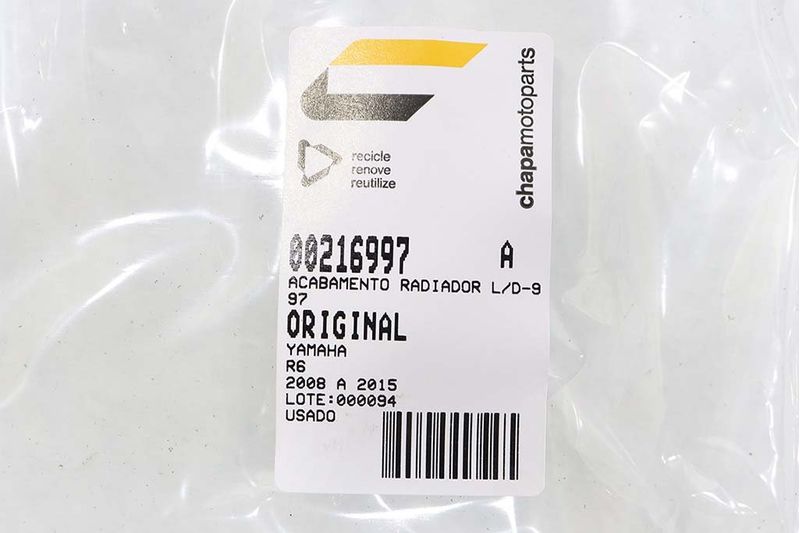 chapamotoparts
recicle
renove
reutilize
00216997 A
ACABAMENTO RADIADOR L/D-9
97
ORIGINAL
YAMAHA
R6
2008 A 2015
LOTE:000094
USADO